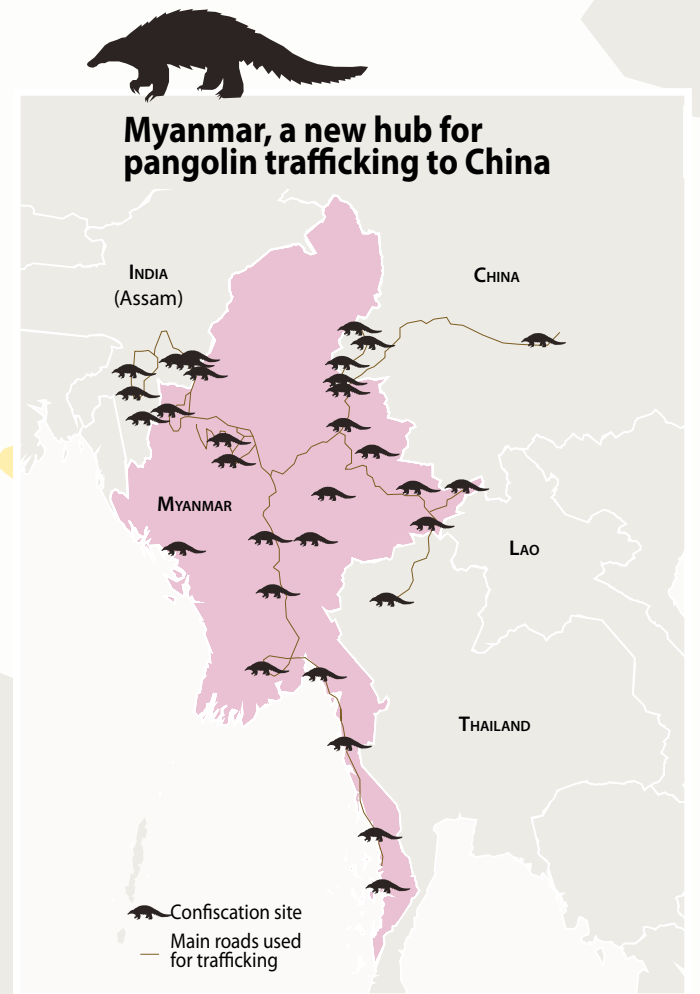 Myanmar, a new hub for
pangolin trafficking to China
INDIA
(Assam)
CHINA
MYANMAR
LAO
THAILAND
Confiscation site
Main roads used
for trafficking